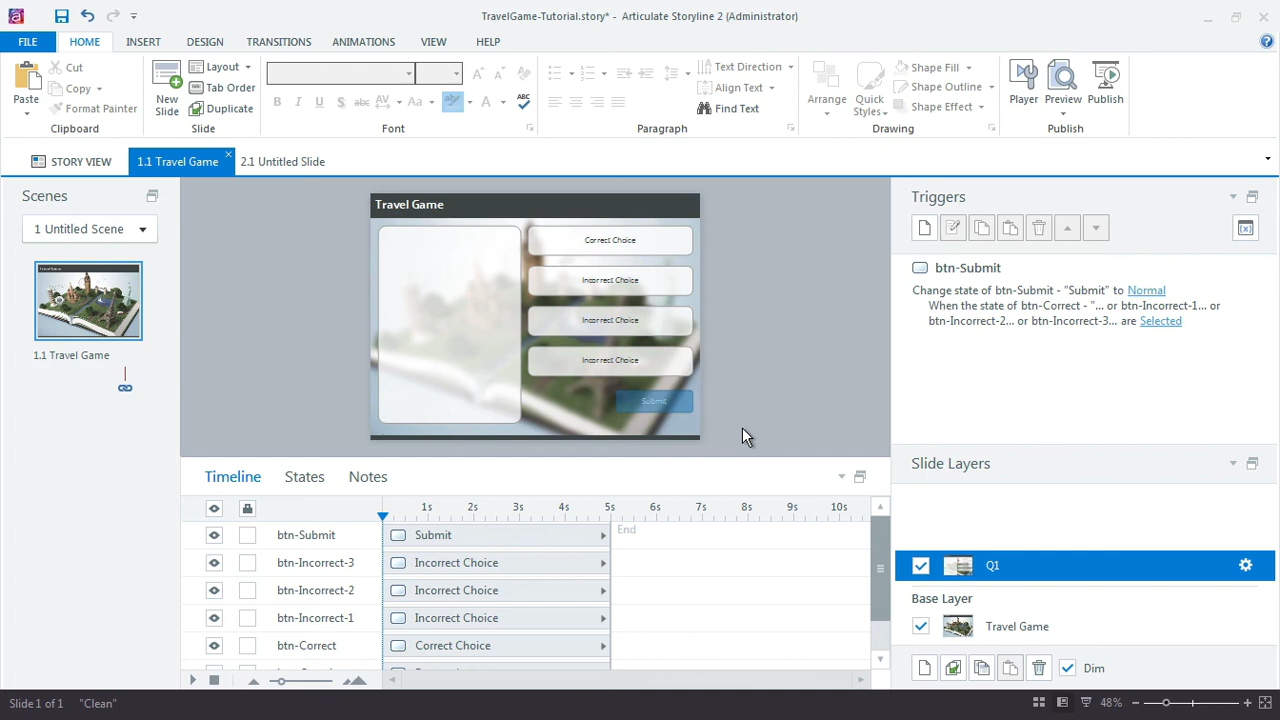 TravelGame-Tutorial.story* - Articulate Storyline 2 (Administrator)
FILE
HOME
INSERT
DESIGN
TRANSITIONS
ANIMATIONS
VIEW
HELP
Paste
Cut
Copy
Format Painter
Clipboard
New Slide
Layout
Tab Order
Duplicate
Slide
B I U S abc AV Aa A
ABC
Font
Text Direction
Align Text
Find Text
Paragraph
Arrange
Quick Styles
Shape Fill
Shape Outline
Shape Effect
Drawing
Player
Preview
Publish
Publish
STORY VIEW
1.1 Travel Game
2.1 Untitled Slide
Scenes
1 Untitled Scene
1.1 Travel Game
Travel Game
Correct Choice
Incorrect Choice
Incorrect Choice
Incorrect Choice
Submit
Triggers
btn-Submit
Change state of btn-Submit - "Submit" to Normal
When the state of btn-Correct - "... or btn-Incorrect-1... or
btn-Incorrect-2... or btn-Incorrect-3... are Selected
Timeline
States
Notes
1s 2s 3s 4s 5s 6s 7s 8s 9s 10s
End
btn-Submit Submit
btn-Incorrect-3 Incorrect Choice
btn-Incorrect-2 Incorrect Choice
btn-Incorrect-1 Incorrect Choice
btn-Correct Correct Choice
Slide Layers
Q1
Base Layer
Travel Game
Dim
Slide 1 of 1
"Clean"
48%